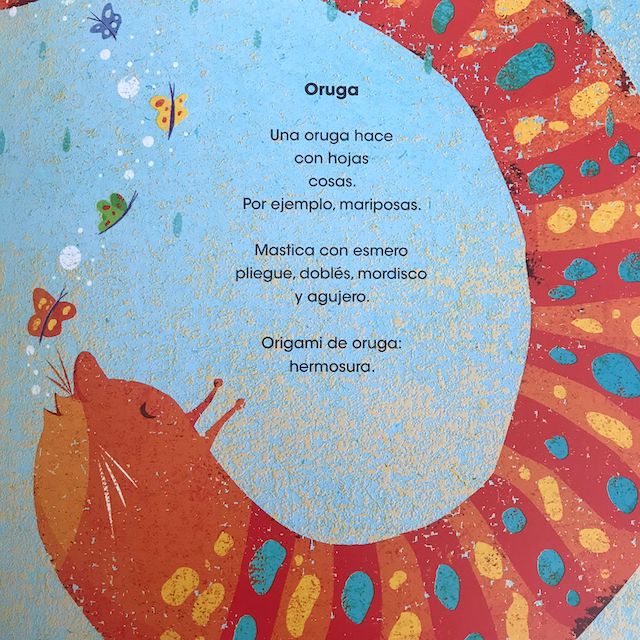 Oruga
Una oruga hace
con hojas
cosas.
Por ejemplo, mariposas.
Mastica con esmero
pliegue, doblés, mordisco
y agujero.
Origami de oruga:
hermosura.